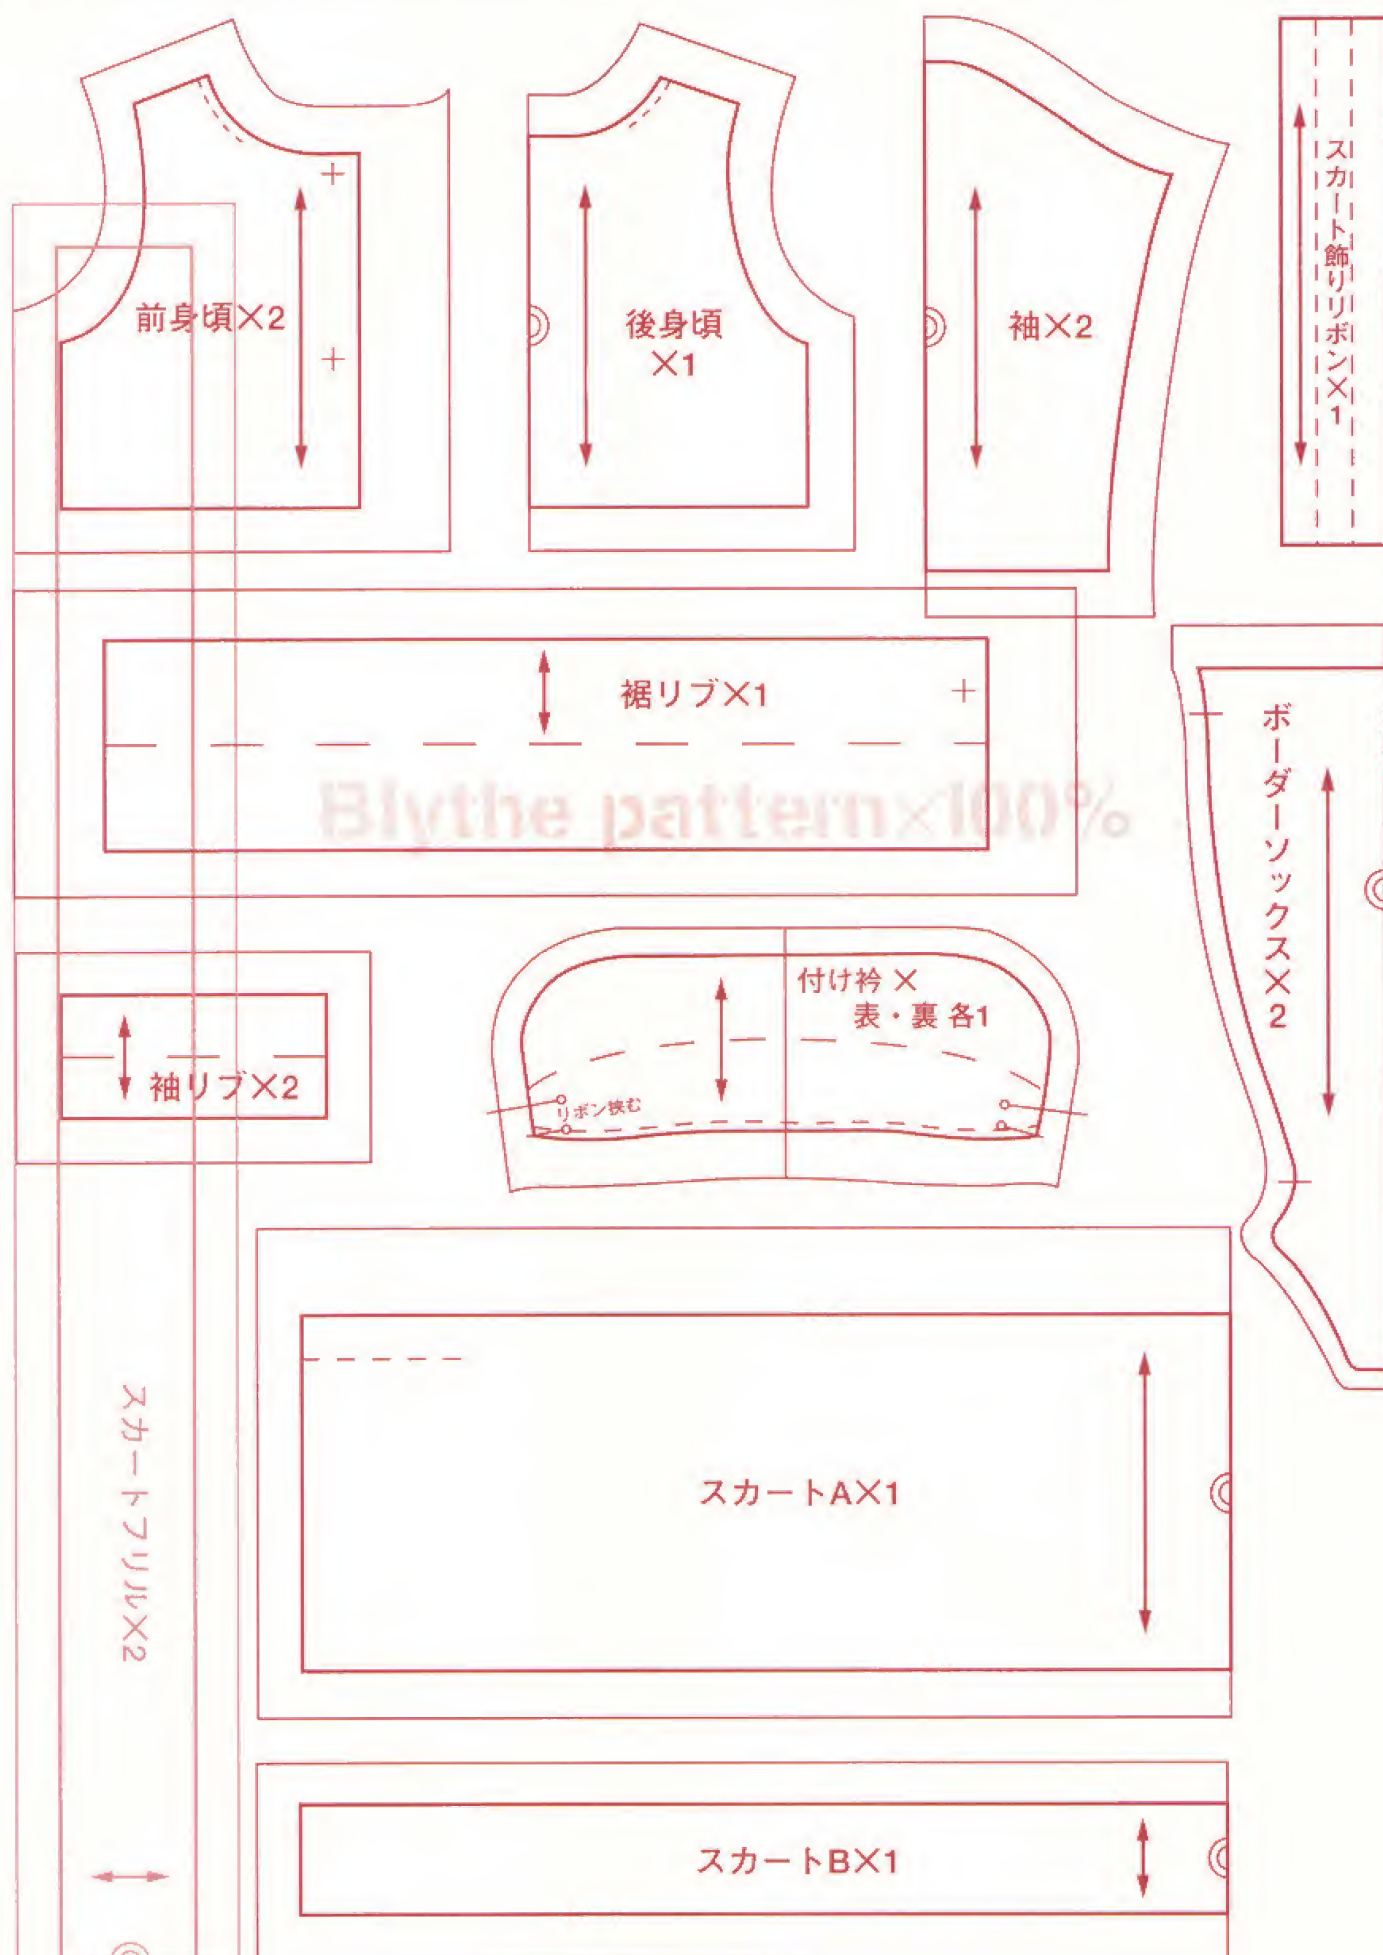 前身頃×2
後身頃
×1
袖×2
スカート飾りリボン×1
裾リブ×1
Blythe pattern×100%
ボーダーソックス×2
付け衿 ×
表・裏 各1
リボン挟む
袖リブ×2
スカートフリル×2
スカートA×1
スカートB×1